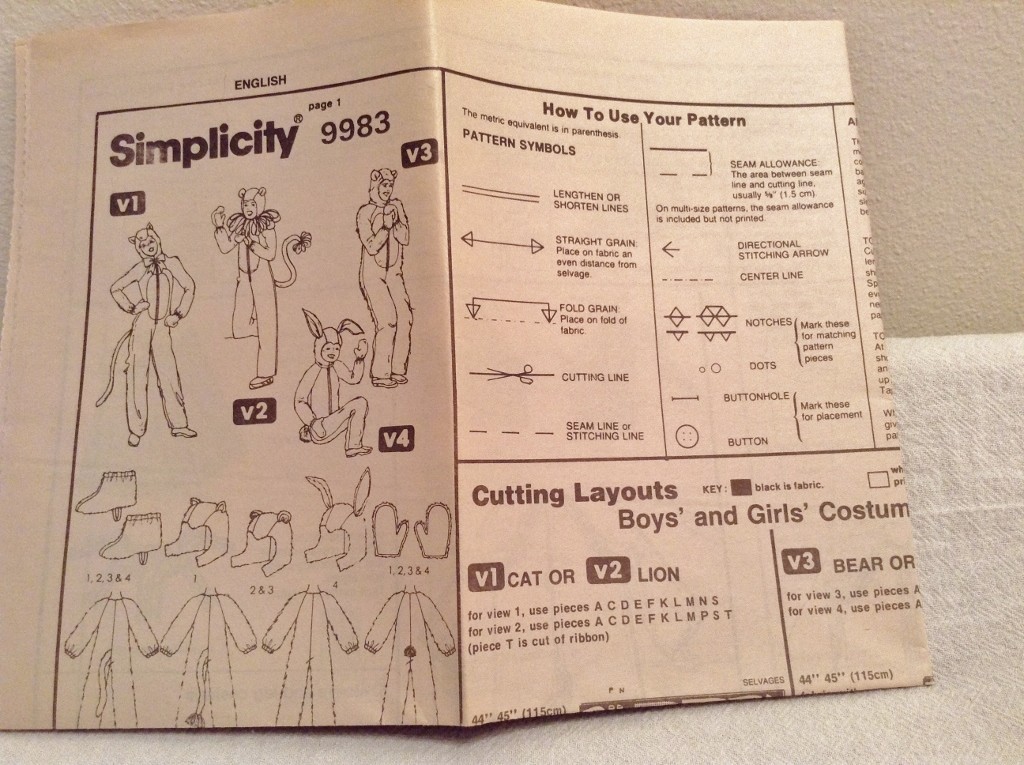 ENGLISH
page 1
Simplicity® 9983
v1
v3
v2
v4
1, 2, 3 & 4
1
2 & 3
4
1, 2, 3 & 4
How To Use Your Pattern
The metric equivalent is in parenthesis.
PATTERN SYMBOLS
LENGTHEN OR
SHORTEN LINES
STRAIGHT GRAIN:
Place on fabric an
even distance from
selvage.
FOLD GRAIN:
Place on fold of
fabric.
CUTTING LINE
SEAM LINE or
STITCHING LINE
SEAM ALLOWANCE:
The area between seam
line and cutting line,
usually ⅝" (1.5 cm)
On multi-size patterns, the seam allowance
is included but not printed.
DIRECTIONAL
STITCHING ARROW
CENTER LINE
NOTCHES
DOTS
Mark these
for matching
pattern
pieces
BUTTONHOLE
BUTTON
Mark these
for placement
Cutting Layouts
KEY: black is fabric.
Boys' and Girls' Costum
v1 CAT OR v2 LION
for view 1, use pieces A C D E F K L M N S
for view 2, use pieces A C D E F K L M P S T
(piece T is cut of ribbon)
SELVAGES
P N
44" 45" (115cm)
v3 BEAR OR
for view 3, use pieces A
for view 4, use pieces A
44" 45" (115cm)